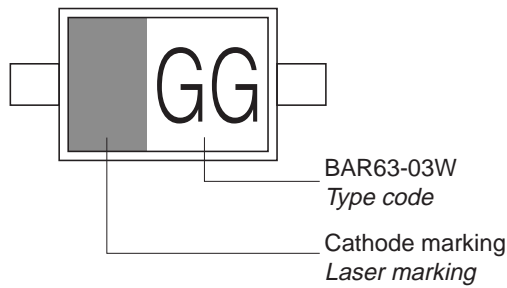 GG
BAR63-03W
Type code
Cathode marking
Laser marking